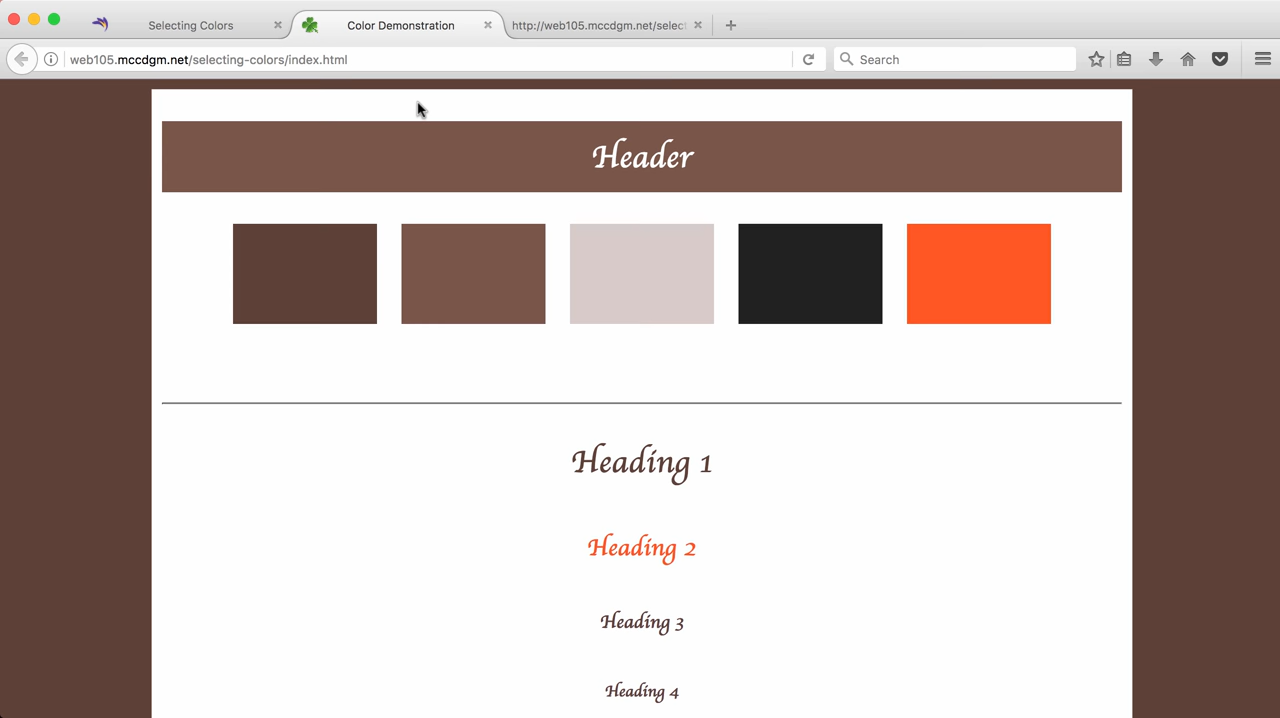 Selecting Colors
Color Demonstration
http://web105.mccdgm.net/selec
web105.mccdgm.net/selecting-colors/index.html
Search
Header
Heading 1
Heading 2
Heading 3
Heading 4